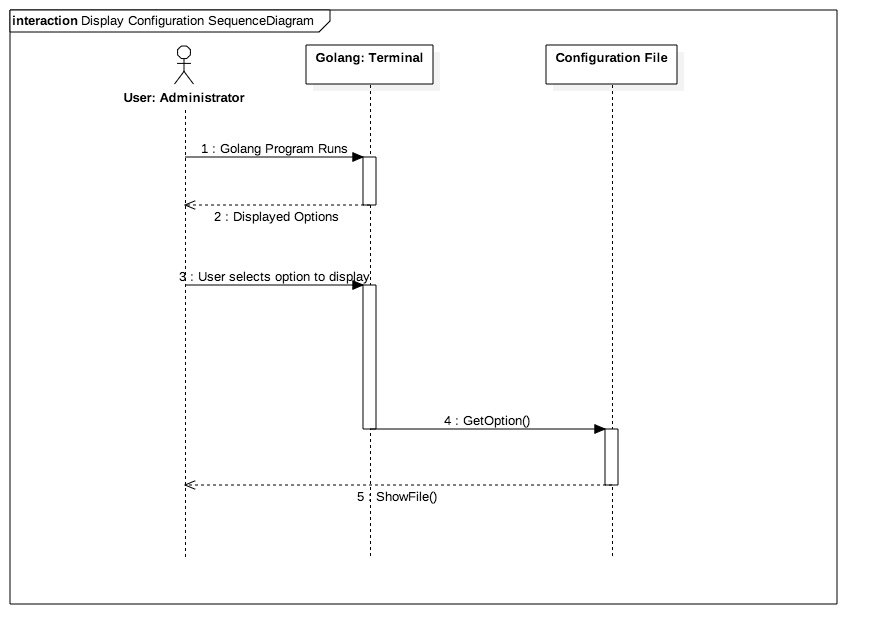 interaction Display Configuration SequenceDiagram
Golang: Terminal
Configuration File
User: Administrator
1 : Golang Program Runs
2 : Displayed Options
3 : User selects option to display
4 : GetOption()
5 : ShowFile()